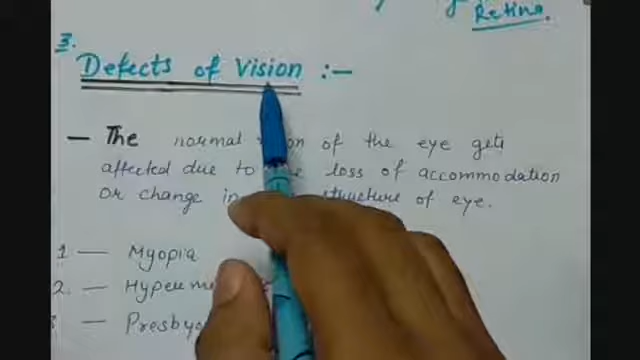 Retina.
3.
Defects of Vision :-
— The normal of the eye gets
affected due to loss of accommodation
Or change in structure of eye.
1 — Myopia
2. —
—